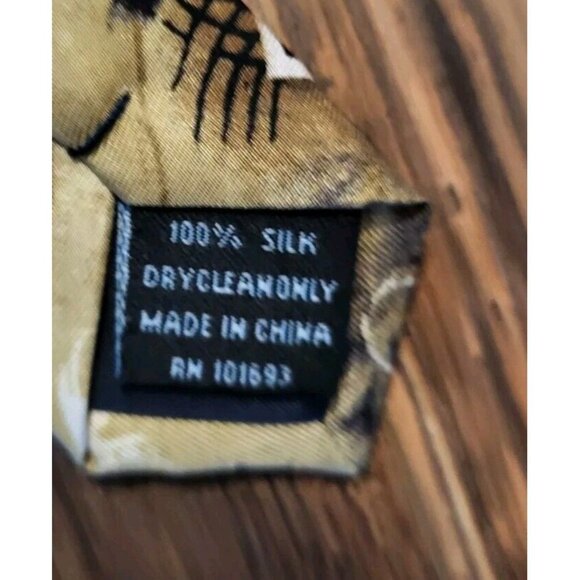 100% SILK
DRYCLEANONLY
MADE IN CHINA
RN 101693